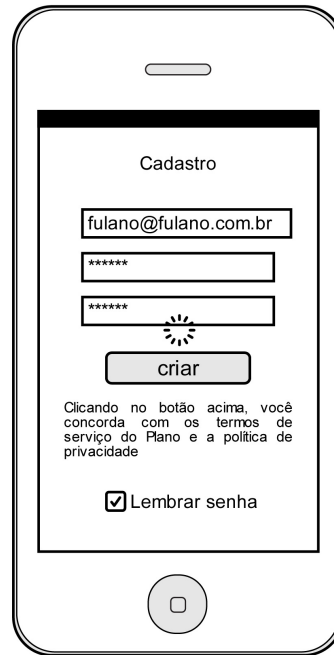 Cadastro
fulano@fulano.com.br
******
******
criar
Clicando no botão acima, você
concorda com os termos de
serviço do Plano e a política de
privacidade
Lembrar senha